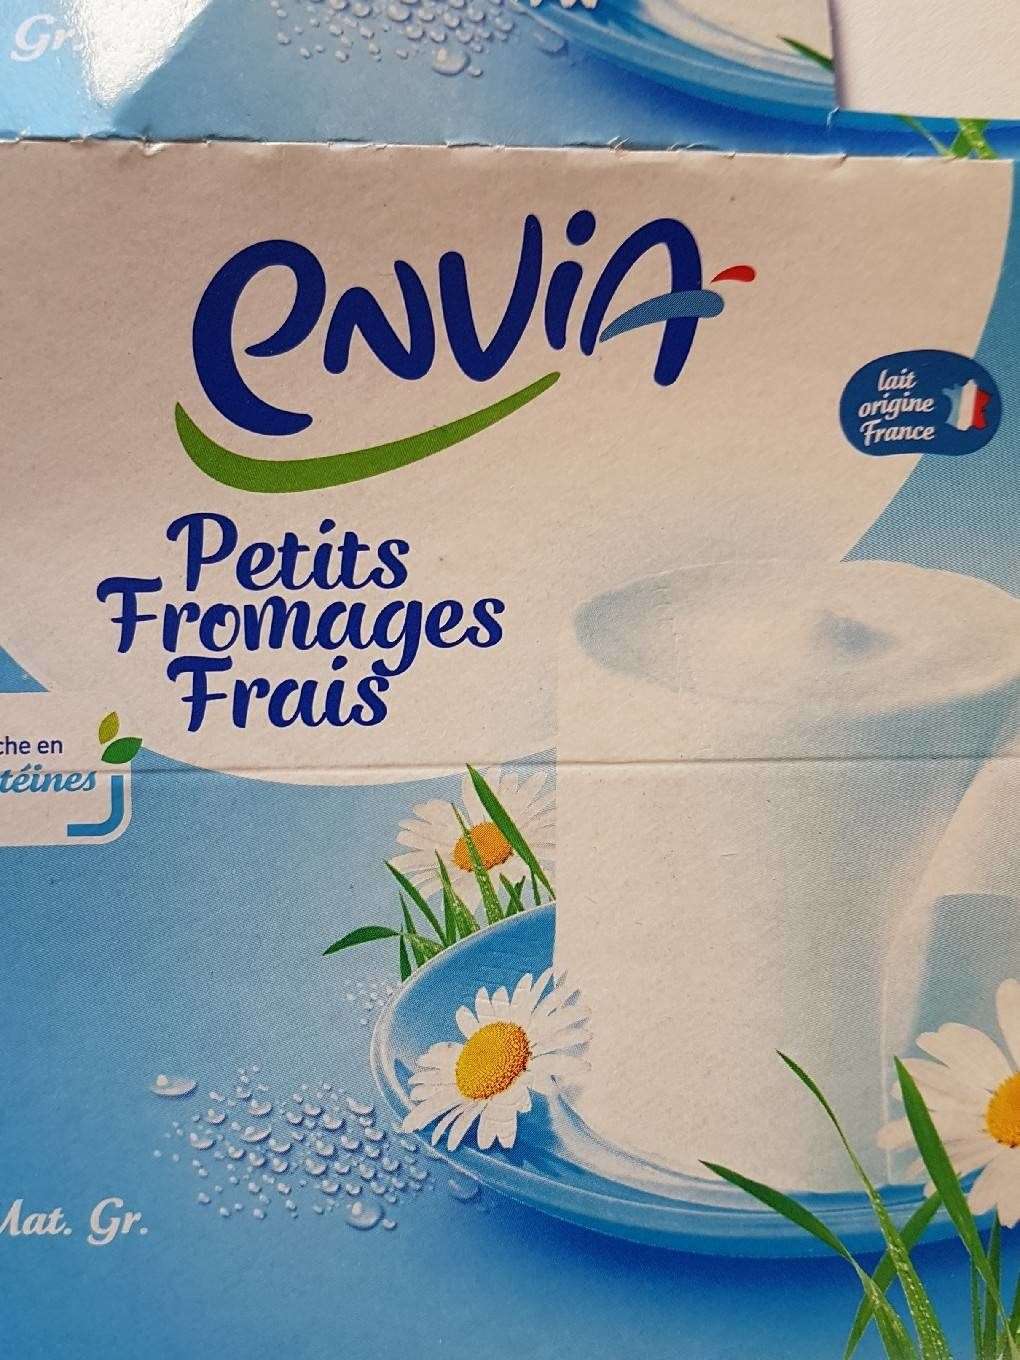 Gr.
envia
lait
origine
France
Petits
Fromages
Frais
che en
téines
Mat. Gr.